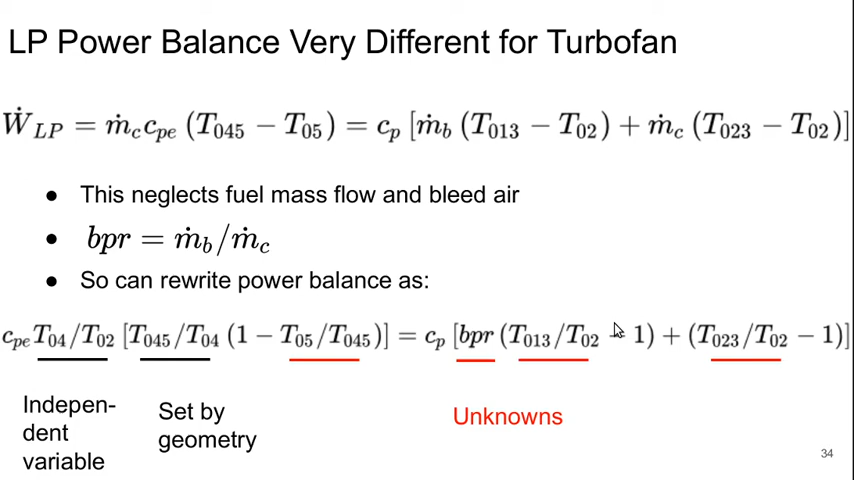 LP Power Balance Very Different for Turbofan
Ẇ_LP = ṁ_c c_pe (T_045 − T_05) = c_p [ṁ_b (T_013 − T_02) + ṁ_c (T_023 − T_02)]
● This neglects fuel mass flow and bleed air
● bpr = ṁ_b/ṁ_c
● So can rewrite power balance as:
c_pe T_04/T_02 [T_045/T_04 (1 − T_05/T_045)] = c_p [bpr (T_013/T_02 − 1) + (T_023/T_02 − 1)]
Indepen-
dent
variable
Set by
geometry
Unknowns
34